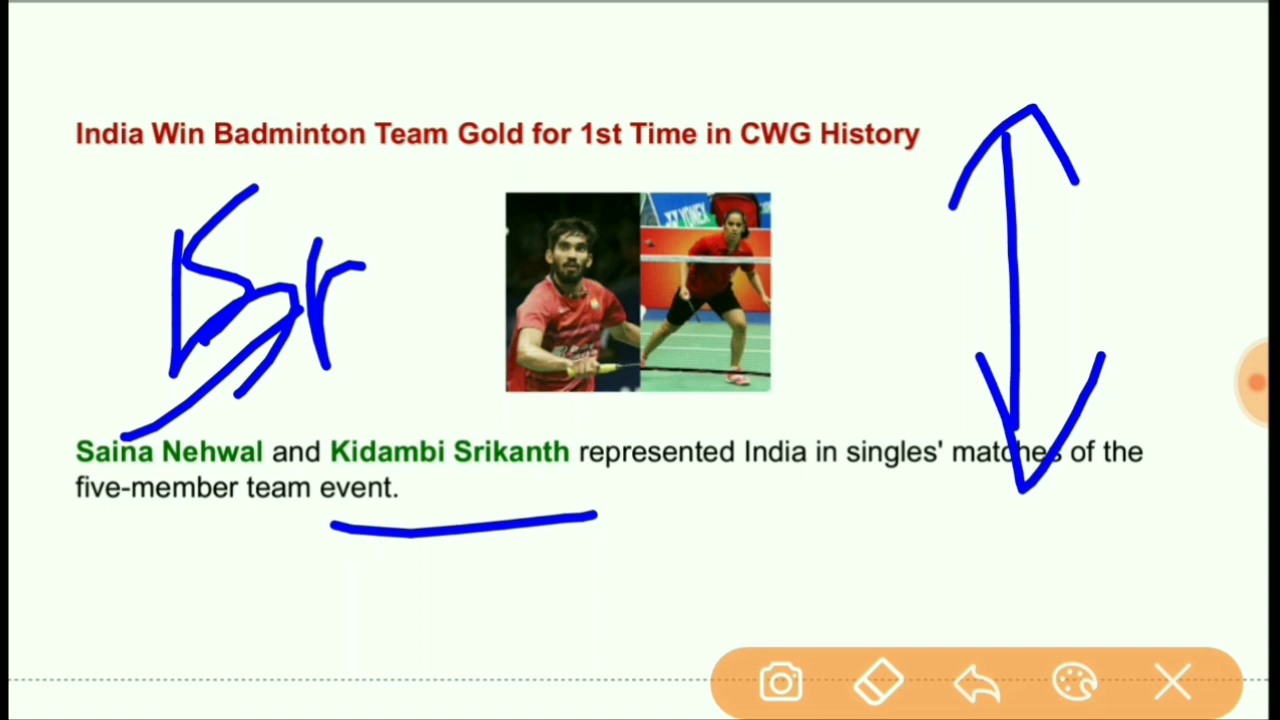 India Win Badminton Team Gold for 1st Time in CWG History
YONEX
Saina Nehwal and Kidambi Srikanth represented India in singles' matches of the
five-member team event.